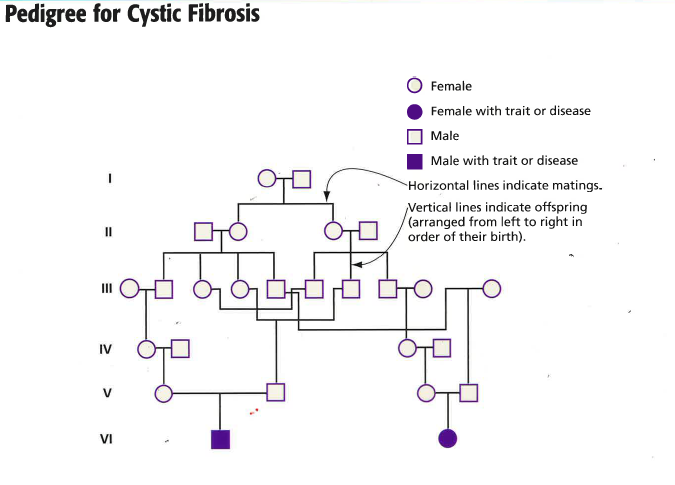 Pedigree for Cystic Fibrosis
Female
Female with trait or disease
Male
Male with trait or disease
Horizontal lines indicate matings.
Vertical lines indicate offspring
(arranged from left to right in
order of their birth).
I
II
III
IV
V
VI